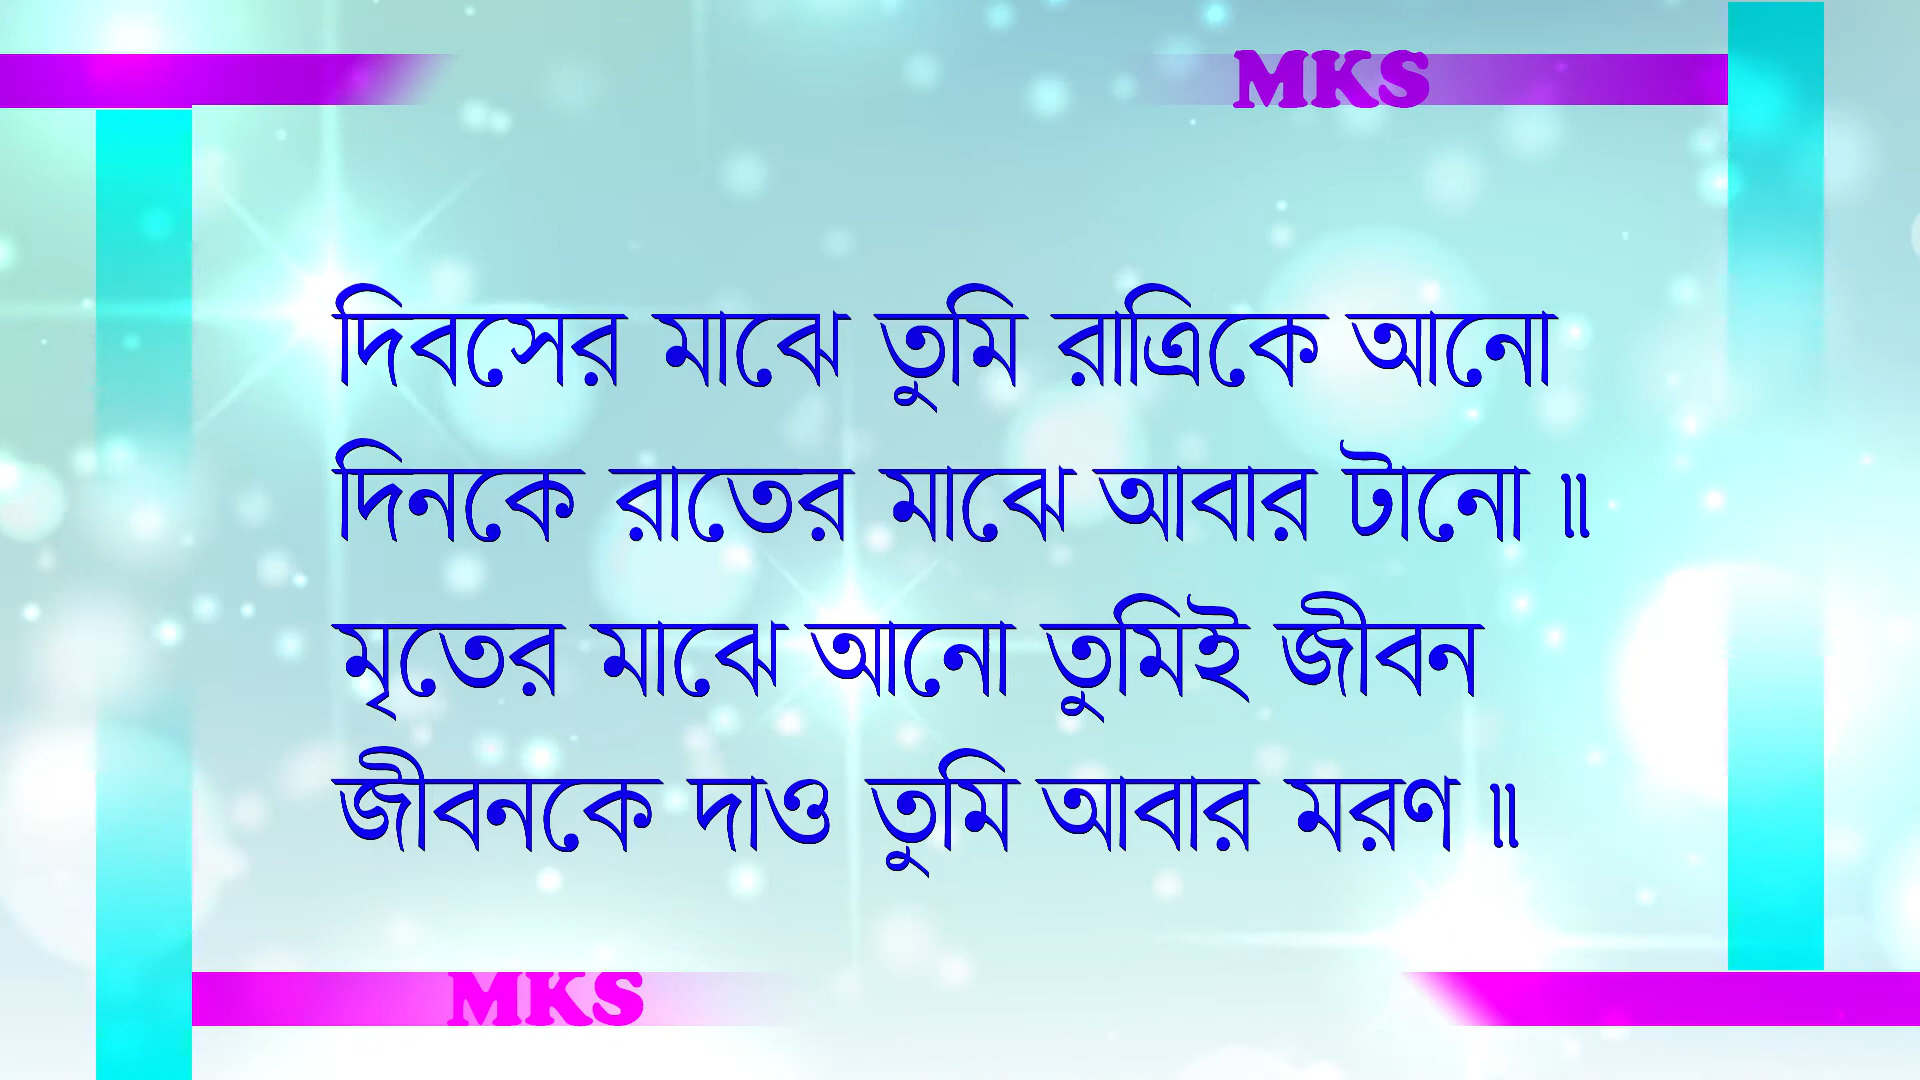 MKS
দিবসের মাঝে তুমি রাত্রিকে আনো
দিনকে রাতের মাঝে আবার টানো ॥
মৃতের মাঝে আনো তুমিই জীবন
জীবনকে দাও তুমি আবার মরণ ॥
MKS